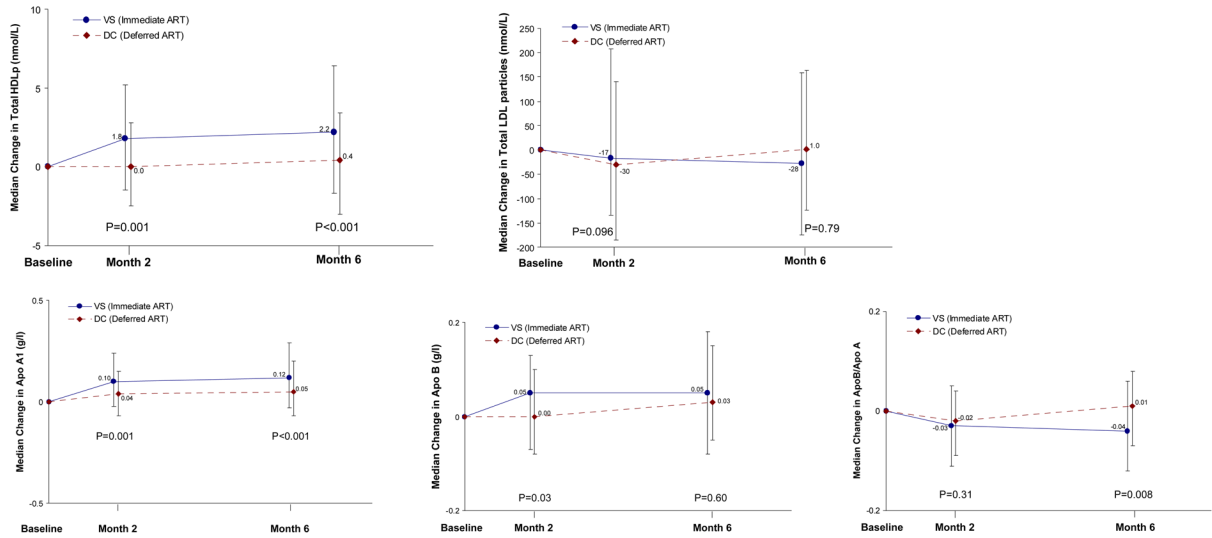 Median Change in Total HDLp (nmol/L)
10
5
0
-5
VS (Immediate ART)
DC (Deferred ART)
1.8
2.2
0.0
0.4
P=0.001
P<0.001
Baseline
Month 2
Month 6
Median Change in Total LDL particles (nmol/L)
250
200
150
100
50
0
-50
-100
-150
-200
VS (Immediate ART)
DC (Deferred ART)
-17
-30
-28
1.0
P=0.096
P=0.79
Baseline
Month 2
Month 6
Median Change in Apo A1 (g/l)
0.5
0
-0.5
VS (Immediate ART)
DC (Deferred ART)
0.10
0.04
0.12
0.05
P=0.001
P<0.001
Baseline
Month 2
Month 6
Median Change in Apo B (g/l)
0.2
0
-0.2
VS (Immediate ART)
DC (Deferred ART)
0.05
0.00
0.05
0.03
P=0.03
P=0.60
Baseline
Month 2
Month 6
Median Change in ApoB/Apo A
0.2
0
-0.2
VS (Immediate ART)
DC (Deferred ART)
-0.03
-0.02
-0.04
0.01
P=0.31
P=0.008
Baseline
Month 2
Month 6